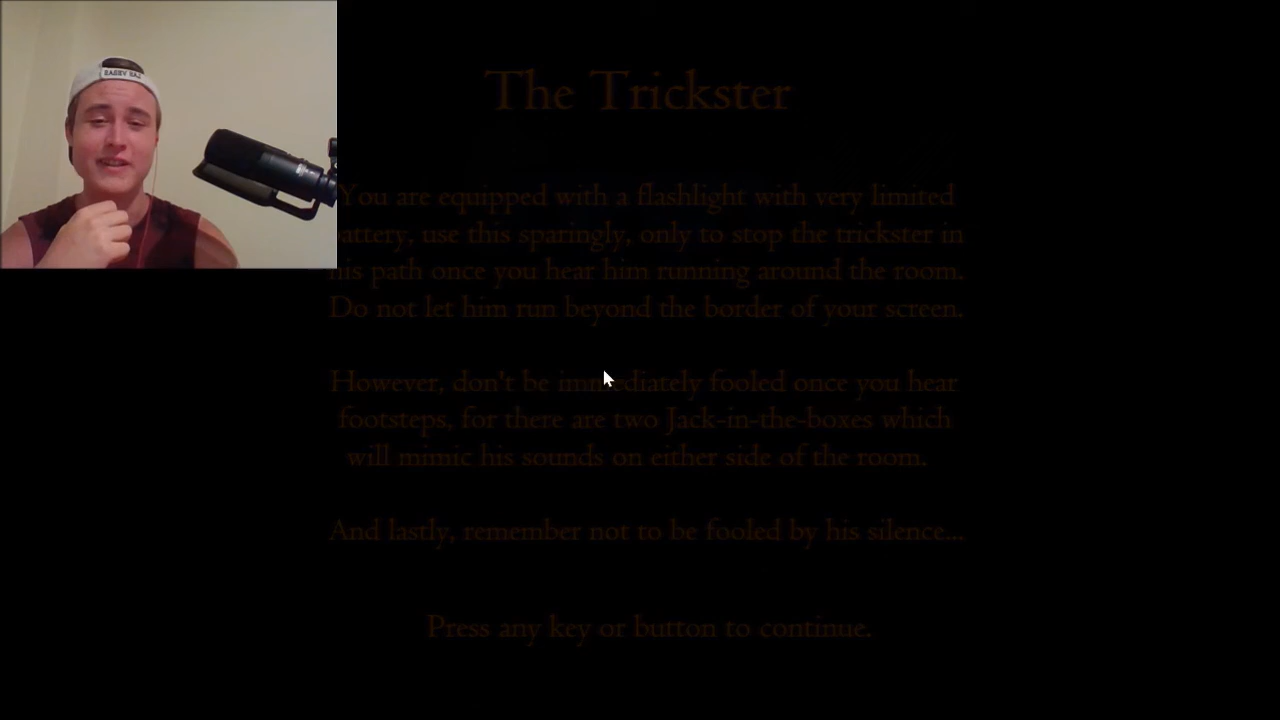 The Trickster
You are equipped with a flashlight with very limited
battery, use this sparingly, only to stop the trickster in
his path once you hear him running around the room.
Do not let him run beyond the border of your screen.
However, don't be immediately fooled once you hear
footsteps, for there are two Jack-in-the-boxes which
will mimic his sounds on either side of the room.
And lastly, remember not to be fooled by his silence...
Press any key or button to continue.